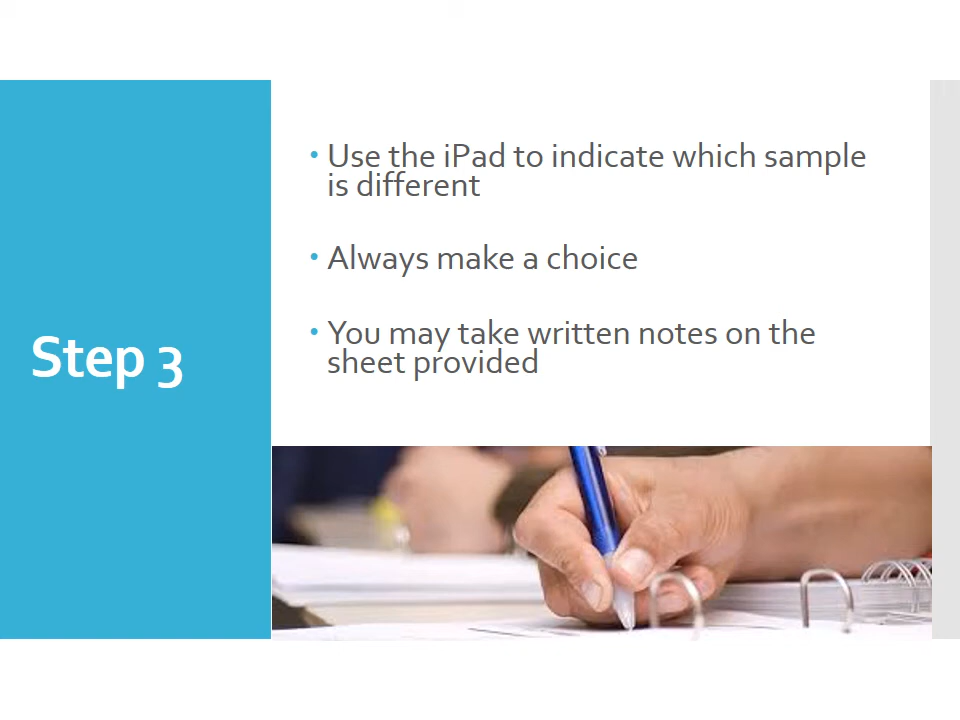 Step 3
• Use the iPad to indicate which sample
is different
• Always make a choice
• You may take written notes on the
sheet provided